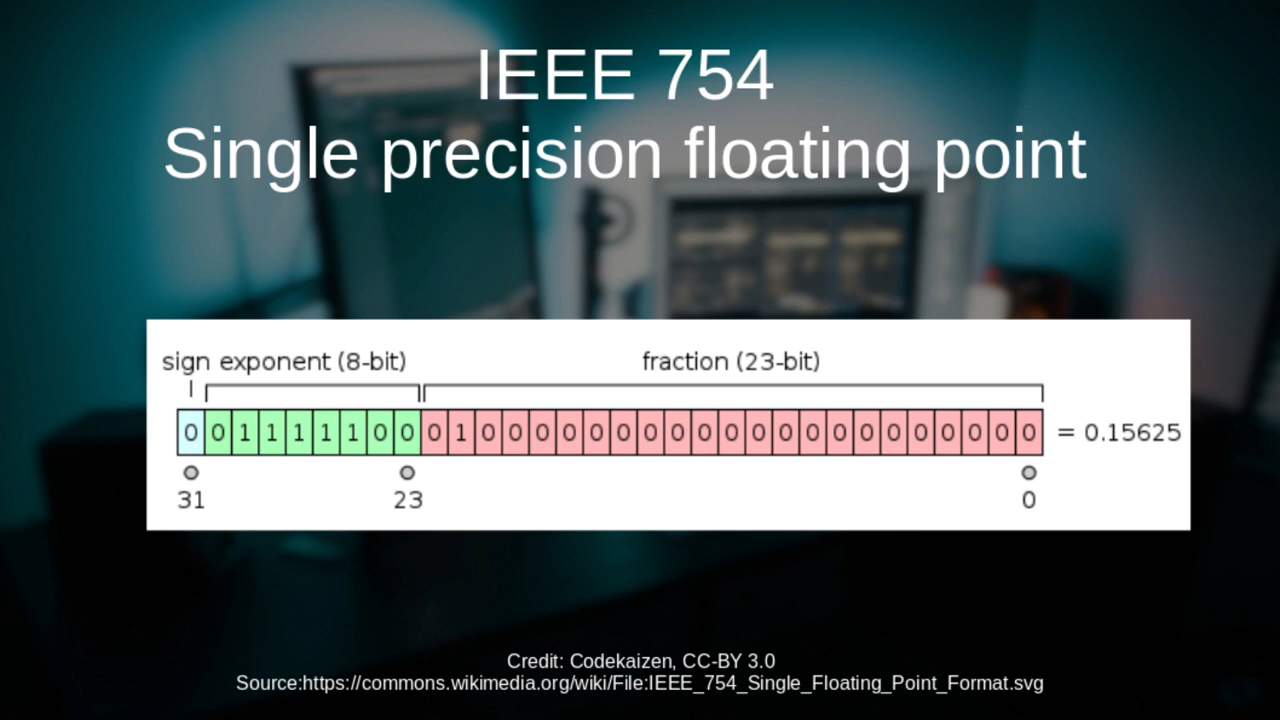 IEEE 754
Single precision floating point
sign exponent (8-bit) fraction (23-bit)
0 0 1 1 1 1 1 0 0 0 1 0 0 0 0 0 0 0 0 0 0 0 0 0 0 0 0 0 0 0 0 0 = 0.15625
31 23 0
Credit: Codekaizen, CC-BY 3.0
Source:https://commons.wikimedia.org/wiki/File:IEEE_754_Single_Floating_Point_Format.svg